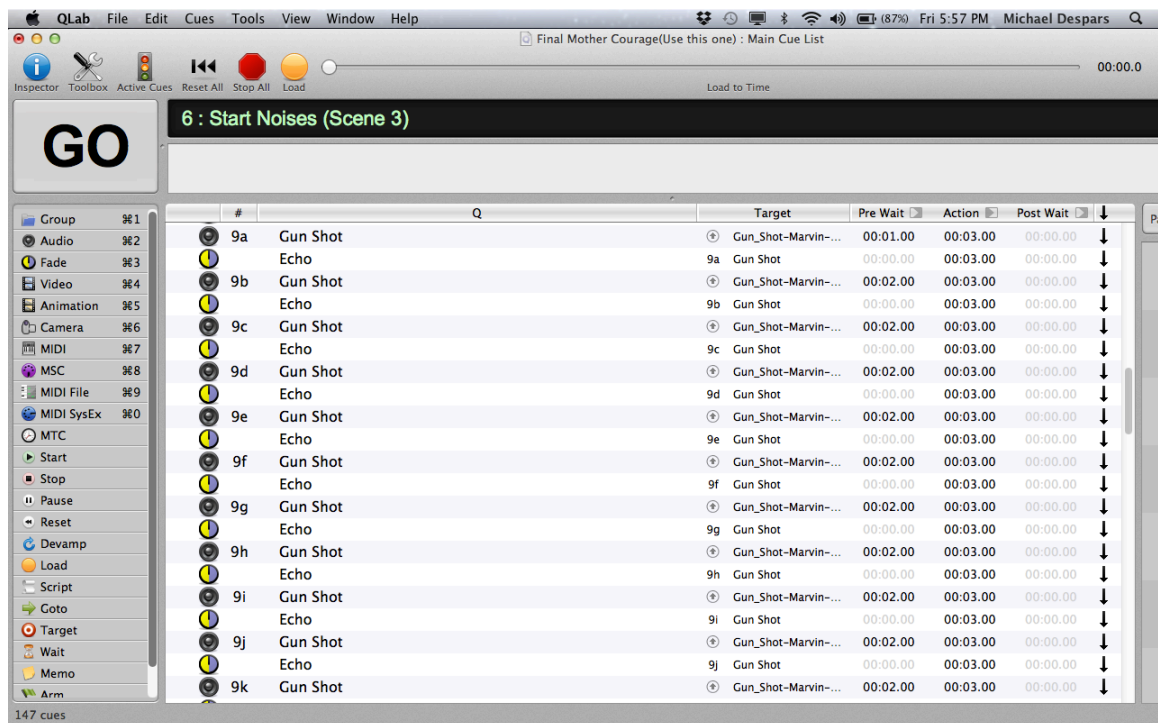 QLab File Edit Cues Tools View Window Help (87%) Fri 5:57 PM Michael Despars
Final Mother Courage(Use this one) : Main Cue List
Inspector Toolbox Active Cues Reset All Stop All Load Load to Time 00:00.0
GO
6 : Start Noises (Scene 3)
# Q Target Pre Wait Action Post Wait
Group ⌘1
Audio ⌘2
Fade ⌘3
Video ⌘4
Animation ⌘5
Camera ⌘6
MIDI ⌘7
MSC ⌘8
MIDI File ⌘9
MIDI SysEx ⌘0
MTC
Start
Stop
Pause
Reset
Devamp
Load
Script
Goto
Target
Wait
Memo
Arm
9a Gun Shot Gun_Shot-Marvin-... 00:01.00 00:03.00 00:00.00
Echo 9a Gun Shot 00:00.00 00:03.00 00:00.00
9b Gun Shot Gun_Shot-Marvin-... 00:02.00 00:03.00 00:00.00
Echo 9b Gun Shot 00:00.00 00:03.00 00:00.00
9c Gun Shot Gun_Shot-Marvin-... 00:02.00 00:03.00 00:00.00
Echo 9c Gun Shot 00:00.00 00:03.00 00:00.00
9d Gun Shot Gun_Shot-Marvin-... 00:02.00 00:03.00 00:00.00
Echo 9d Gun Shot 00:00.00 00:03.00 00:00.00
9e Gun Shot Gun_Shot-Marvin-... 00:02.00 00:03.00 00:00.00
Echo 9e Gun Shot 00:00.00 00:03.00 00:00.00
9f Gun Shot Gun_Shot-Marvin-... 00:02.00 00:03.00 00:00.00
Echo 9f Gun Shot 00:00.00 00:03.00 00:00.00
9g Gun Shot Gun_Shot-Marvin-... 00:02.00 00:03.00 00:00.00
Echo 9g Gun Shot 00:00.00 00:03.00 00:00.00
9h Gun Shot Gun_Shot-Marvin-... 00:02.00 00:03.00 00:00.00
Echo 9h Gun Shot 00:00.00 00:03.00 00:00.00
9i Gun Shot Gun_Shot-Marvin-... 00:02.00 00:03.00 00:00.00
Echo 9i Gun Shot 00:00.00 00:03.00 00:00.00
9j Gun Shot Gun_Shot-Marvin-... 00:02.00 00:03.00 00:00.00
Echo 9j Gun Shot 00:00.00 00:03.00 00:00.00
9k Gun Shot Gun_Shot-Marvin-... 00:02.00 00:03.00 00:00.00
147 cues